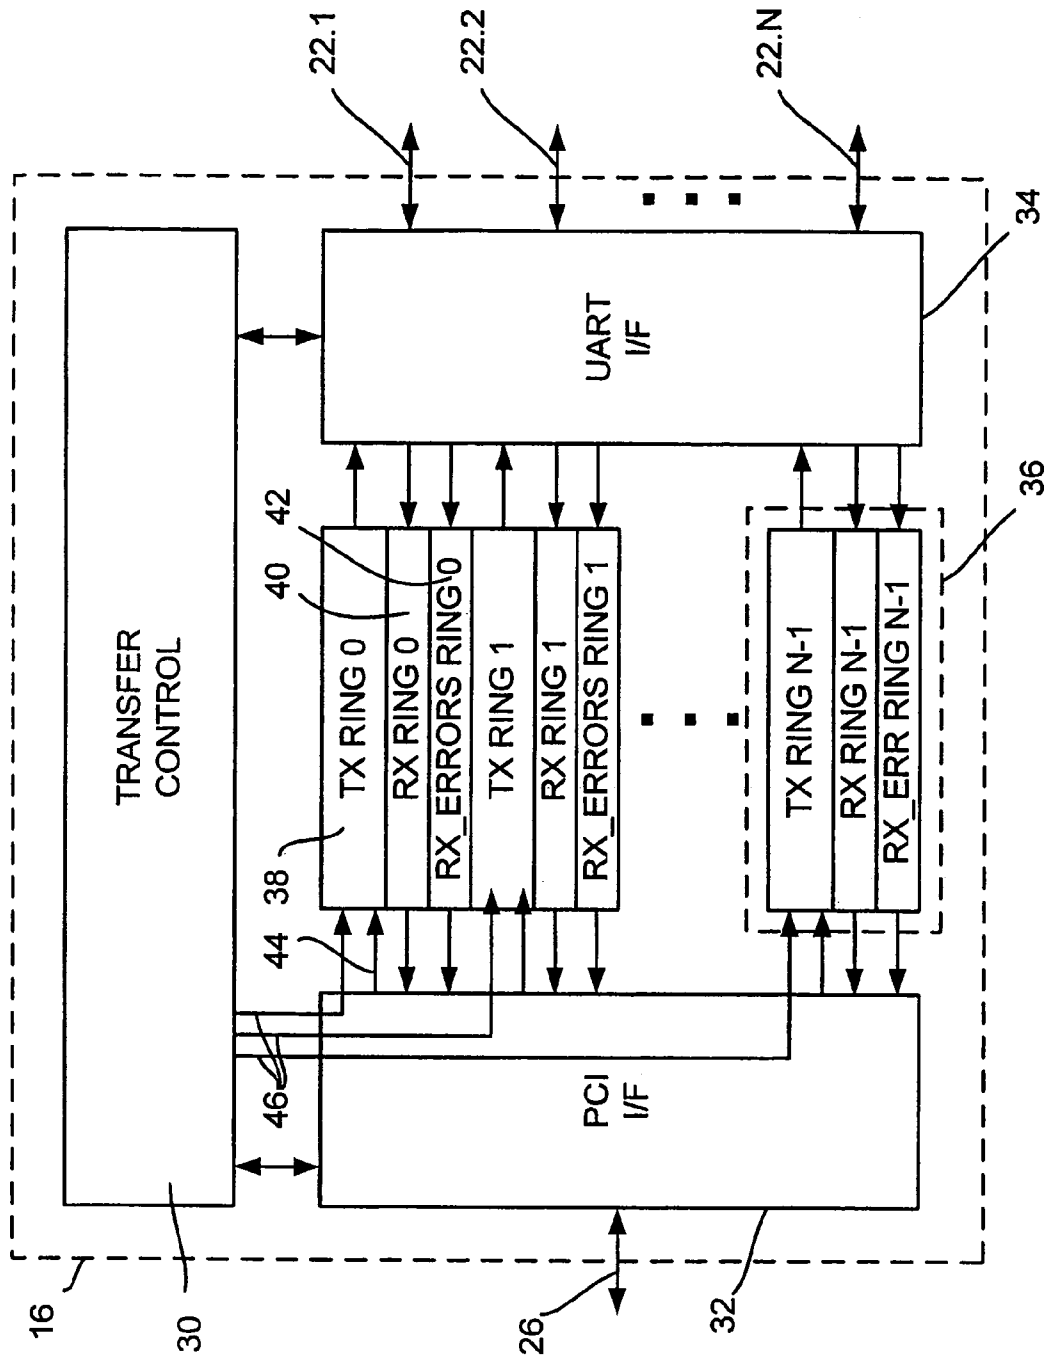 16
30
TRANSFER
CONTROL
26
32
PCI
I/F
46
44
38
TX RING 0
RX RING 0
RX_ERRORS RING 0
TX RING 1
RX RING 1
RX_ERRORS RING 1
40
42
TX RING N-1
RX RING N-1
RX_ERR RING N-1
36
UART
I/F
34
22.1
22.2
22.N